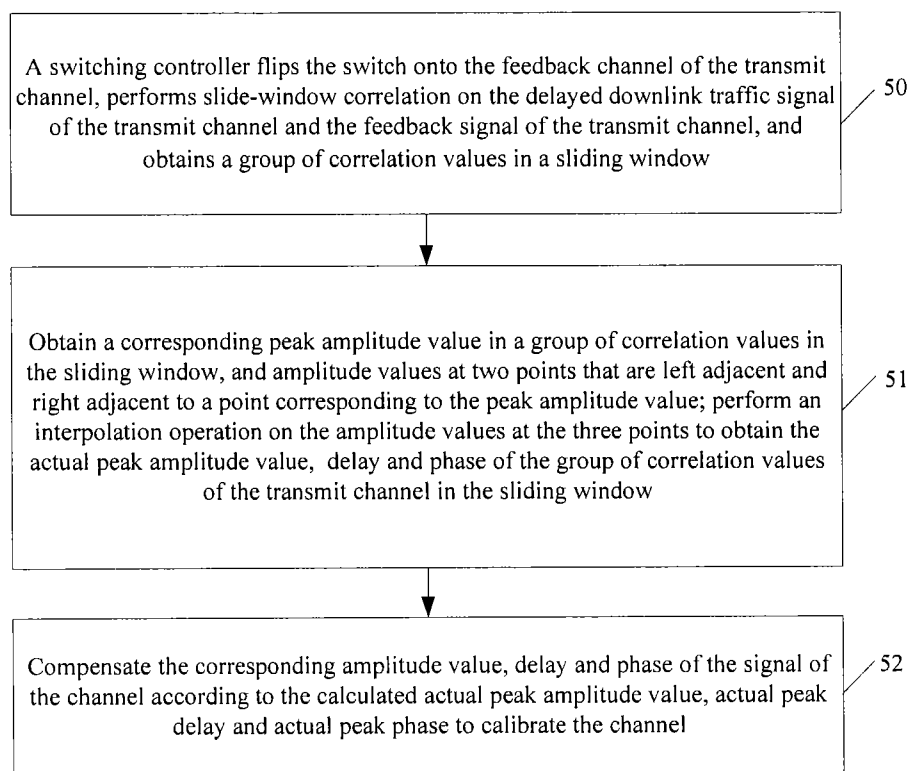 A switching controller flips the switch onto the feedback channel of the transmit
channel, performs slide-window correlation on the delayed downlink traffic signal
of the transmit channel and the feedback signal of the transmit channel, and
obtains a group of correlation values in a sliding window
50
Obtain a corresponding peak amplitude value in a group of correlation values in
the sliding window, and amplitude values at two points that are left adjacent and
right adjacent to a point corresponding to the peak amplitude value; perform an
interpolation operation on the amplitude values at the three points to obtain the
actual peak amplitude value, delay and phase of the group of correlation values
of the transmit channel in the sliding window
51
Compensate the corresponding amplitude value, delay and phase of the signal of
the channel according to the calculated actual peak amplitude value, actual peak
delay and actual peak phase to calibrate the channel
52